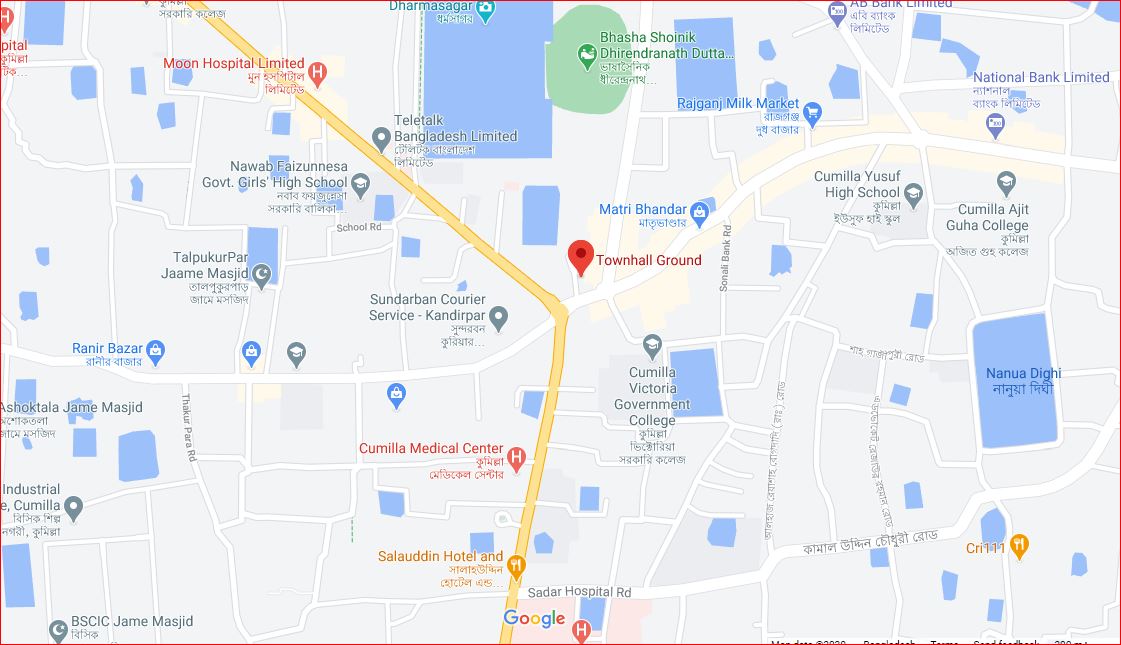 সরকারি কলেজ
Dharmasagar
ধর্মসাগর
AB Bank Limited
এবি ব্যাংক
লিমিটেড
Bhasha Shoinik
Dhirendranath Dutta...
ভাষাসৈনিক
ধীরেন্দ্রনাথ...
pital
কুমিল্লা
টিক...
Moon Hospital Limited
মুন হসপিটাল
লিমিটেড
National Bank Limited
ন্যাশনাল
ব্যাংক লিমিটেড
Rajganj Milk Market
রাজগঞ্জ
দুধ বাজার
Teletalk
Bangladesh Limited
টেলিটক বাংলাদেশ
লিমিটেড
Nawab Faizunnesa
Govt. Girls' High School
নবাব ফয়জুন্নেসা
সরকারি বালিকা...
Cumilla Yusuf
High School
কুমিল্লা
ইউসুফ হাই স্কুল
Matri Bhandar
মাতৃভাণ্ডার
Cumilla Ajit
Guha College
কুমিল্লা
অজিত গুহ কলেজ
School Rd
Sonali Bank Rd
TalpukurPar
Jaame Masjid
তালপুকুরপাড়
জামে মসজিদ
Townhall Ground
Sundarban Courier
Service - Kandirpar
সুন্দরবন
কুরিয়ার...
Ranir Bazar
রানীর বাজার
শাহ গাজীপুরী রোড
Cumilla
Victoria
Government
College
কুমিল্লা
ভিক্টোরিয়া
সরকারি কলেজ
Nanua Dighi
নানুয়া দিঘী
Ashoktala Jame Masjid
অশোকতলা
জামে মসজিদ
Thakur Para Rd
Cumilla Medical Center
কুমিল্লা
মেডিকেল সেন্টার
Industrial
e, Cumilla
বিসিক শিল্প
নগরী, কুমিল্লা
কামাল উদ্দিন চৌধুরী রোড
Cri111
Salauddin Hotel and
সালাহউদ্দিন
হোটেল এন্ড...
Sadar Hospital Rd
Google
BSCIC Jame Masjid
বিসিক